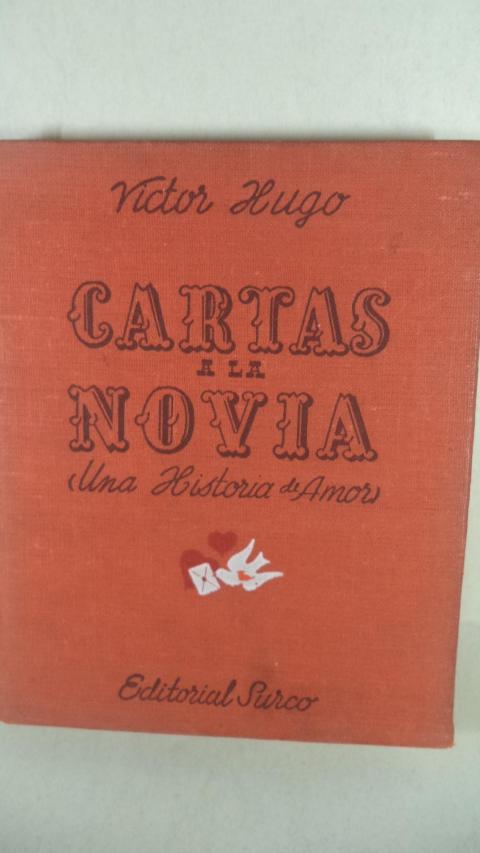 Victor Hugo
CARTAS
A LA
NOVIA
(Una Historia de Amor)
Editorial Surco